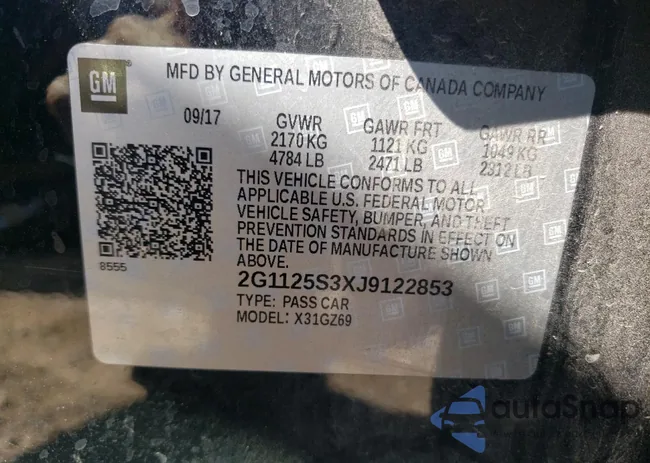 GM
MFD BY GENERAL MOTORS OF CANADA COMPANY
09/17
GVWR GAWR FRT GAWR RR
2170 KG 1121 KG 1049 KG
4784 LB 2471 LB 2312 LB
THIS VEHICLE CONFORMS TO ALL
APPLICABLE U.S. FEDERAL MOTOR
VEHICLE SAFETY, BUMPER, AND THEFT
PREVENTION STANDARDS IN EFFECT ON
THE DATE OF MANUFACTURE SHOWN
ABOVE.
8555
2G1125S3XJ9122853
TYPE: PASS CAR
MODEL: X31GZ69
autoSnap